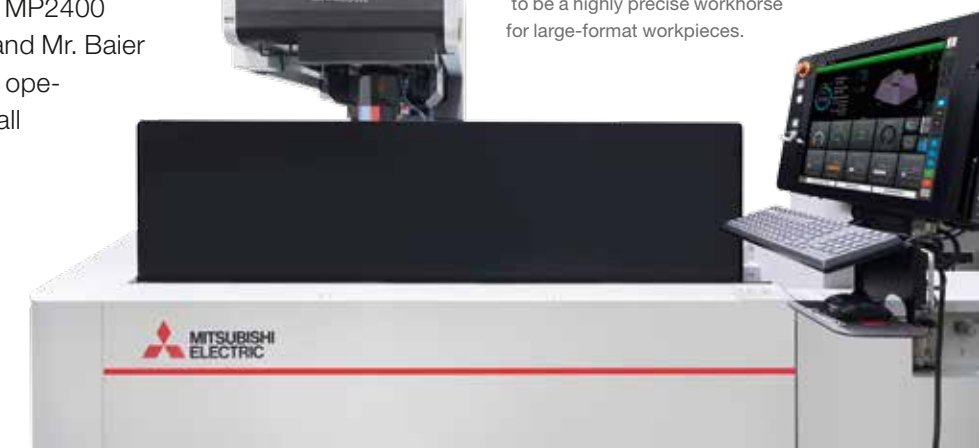 MP2400
and Mr. Baier
ope-
all
to be a highly precise workhorse
for large-format workpieces.
MITSUBISHI
ELECTRIC